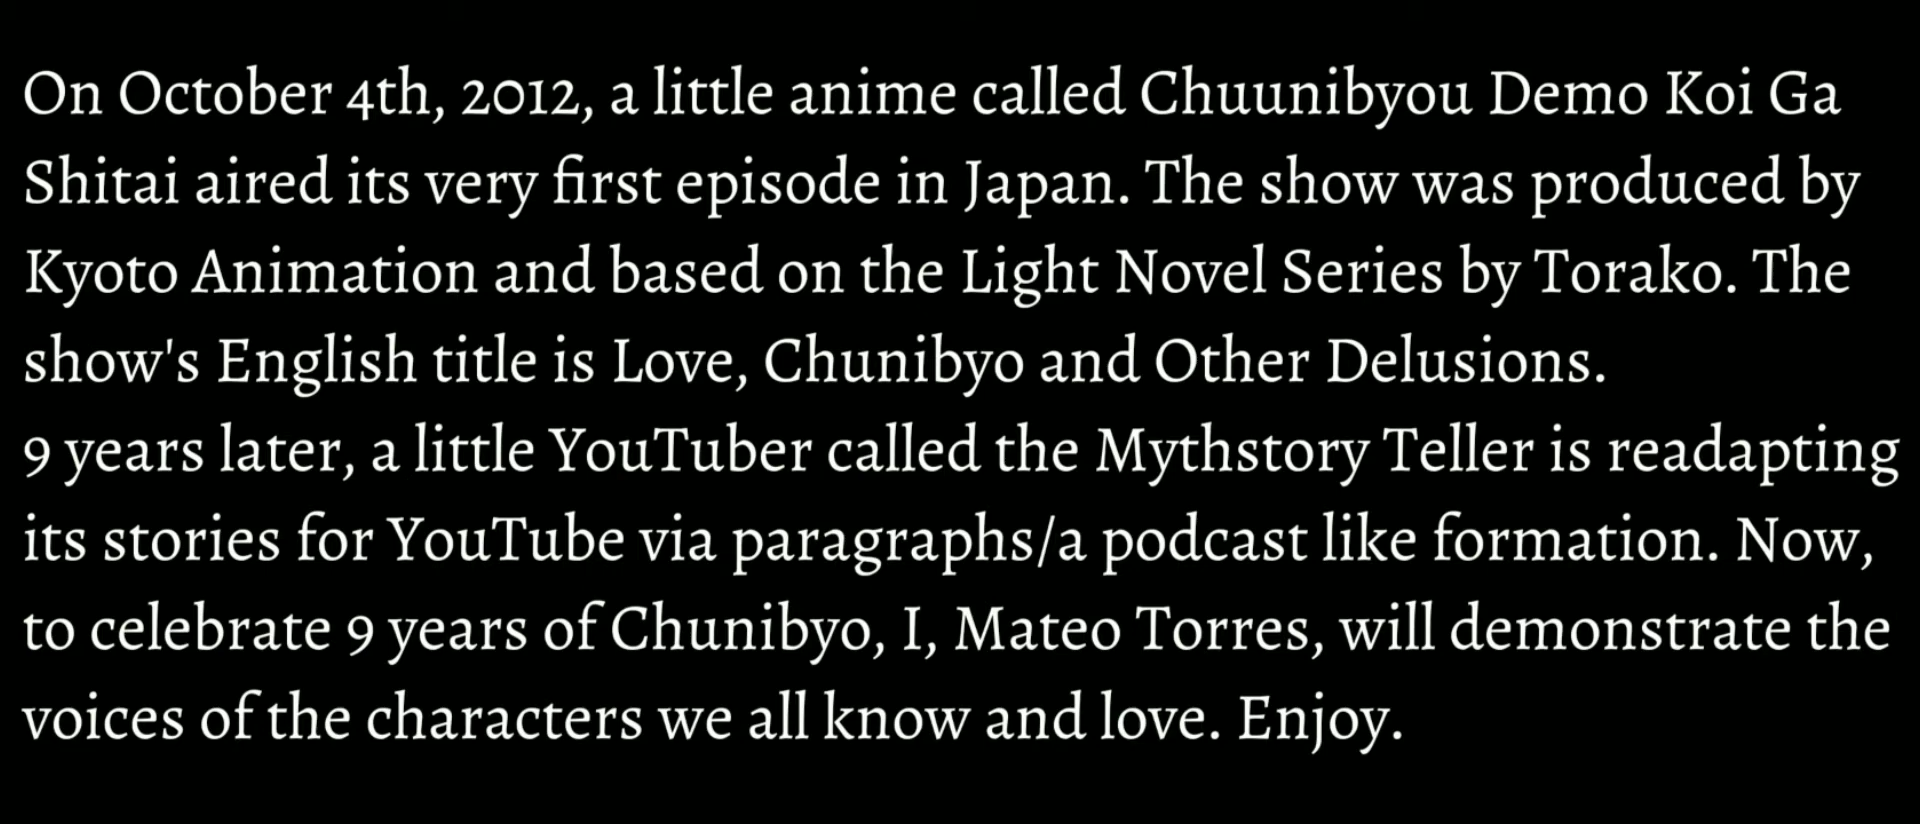 On October 4th, 2012, a little anime called Chuunibyou Demo Koi Ga
Shitai aired its very first episode in Japan. The show was produced by
Kyoto Animation and based on the Light Novel Series by Torako. The
show's English title is Love, Chunibyo and Other Delusions.
9 years later, a little YouTuber called the Mythstory Teller is readapting
its stories for YouTube via paragraphs/a podcast like formation. Now,
to celebrate 9 years of Chunibyo, I, Mateo Torres, will demonstrate the
voices of the characters we all know and love. Enjoy.